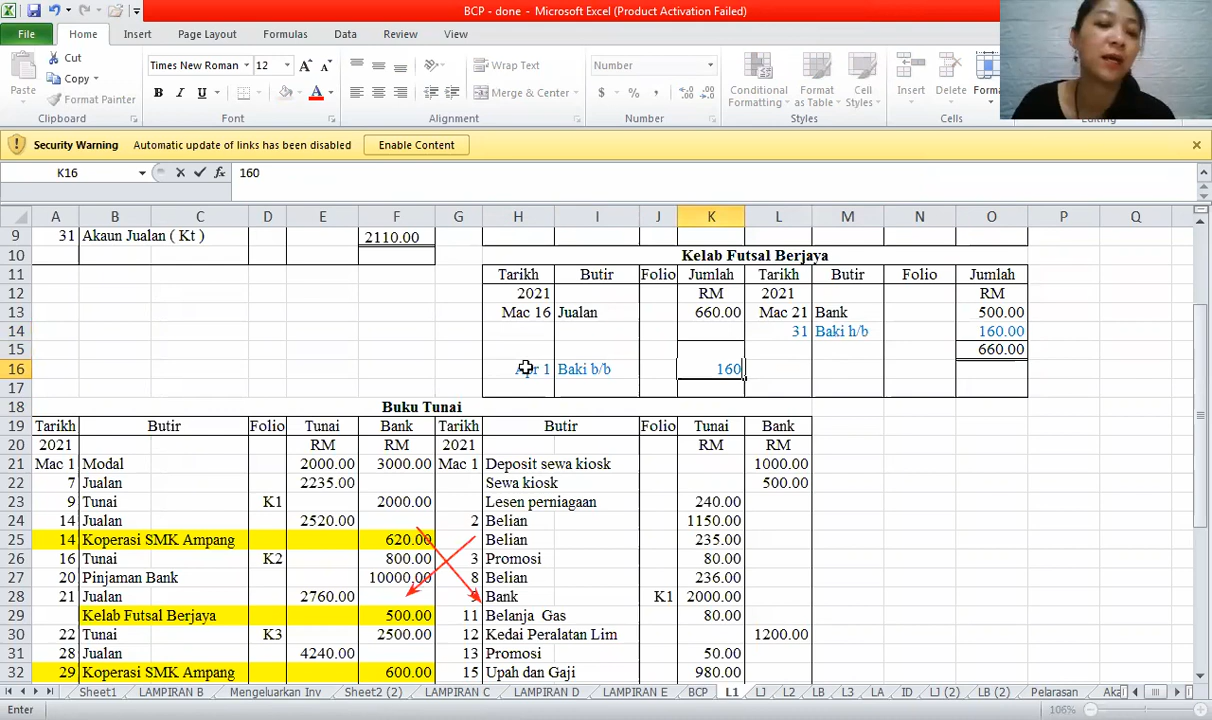 BCP - done - Microsoft Excel (Product Activation Failed)
File Home Insert Page Layout Formulas Data Review View
Cut
Copy
Format Painter
Paste
Clipboard
Times New Roman 12
B I U
Font
Wrap Text
Merge & Center
Alignment
Number
$ % ,
Number
Conditional Formatting
Format as Table
Cell Styles
Styles
Insert Delete Format
Cells
Editing
Security Warning Automatic update of links has been disabled Enable Content
K16 fx 160
A B C D E F G H I J K L M N O P Q
9 31 Akaun Jualan ( Kt ) 2110.00
10 Kelab Futsal Berjaya
11 Tarikh Butir Folio Jumlah Tarikh Butir Folio Jumlah
12 2021 RM 2021 RM
13 Mac 16 Jualan 660.00 Mac 21 Bank 500.00
14 31 Baki h/b 160.00
15 660.00
16 Apr 1 Baki b/b 160
17
18 Buku Tunai
19 Tarikh Butir Folio Tunai Bank Tarikh Butir Folio Tunai Bank
20 2021 RM RM 2021 RM RM
21 Mac 1 Modal 2000.00 3000.00 Mac 1 Deposit sewa kiosk 1000.00
22 7 Jualan 2235.00 Sewa kiosk 500.00
23 9 Tunai K1 2000.00 Lesen perniagaan 240.00
24 14 Jualan 2520.00 2 Belian 1150.00
25 14 Koperasi SMK Ampang 620.00 Belian 235.00
26 16 Tunai K2 800.00 3 Promosi 80.00
27 20 Pinjaman Bank 10000.00 8 Belian 236.00
28 21 Jualan 2760.00 9 Bank K1 2000.00
29 Kelab Futsal Berjaya 500.00 11 Belanja Gas 80.00
30 22 Tunai K3 2500.00 12 Kedai Peralatan Lim 1200.00
31 28 Jualan 4240.00 13 Promosi 50.00
32 29 Koperasi SMK Ampang 600.00 15 Upah dan Gaji 980.00
Sheet1 LAMPIRAN B Mengeluarkan Inv Sheet2 (2) LAMPIRAN C LAMPIRAN D LAMPIRAN E BCP L1 LJ L2 LB L3 LA ID LJ (2) LB (2) Pelarasan
Enter 106%